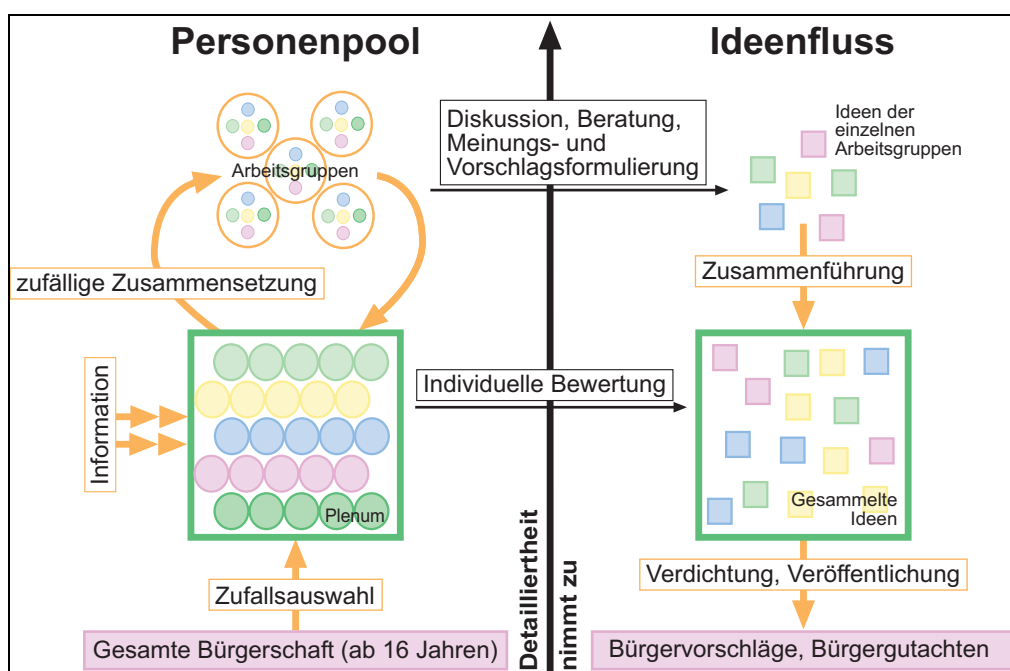 Personenpool
Ideenfluss
Arbeitsgruppen
Diskussion, Beratung,
Meinungs- und
Vorschlagsformulierung
Ideen der
einzelnen
Arbeitsgruppen
zufällige Zusammensetzung
Zusammenführung
Information
Individuelle Bewertung
Plenum
Gesammelte
Ideen
Detailliertheit
nimmt zu
Zufallsauswahl
Verdichtung, Veröffentlichung
Gesamte Bürgerschaft (ab 16 Jahren)
Bürgervorschläge, Bürgergutachten